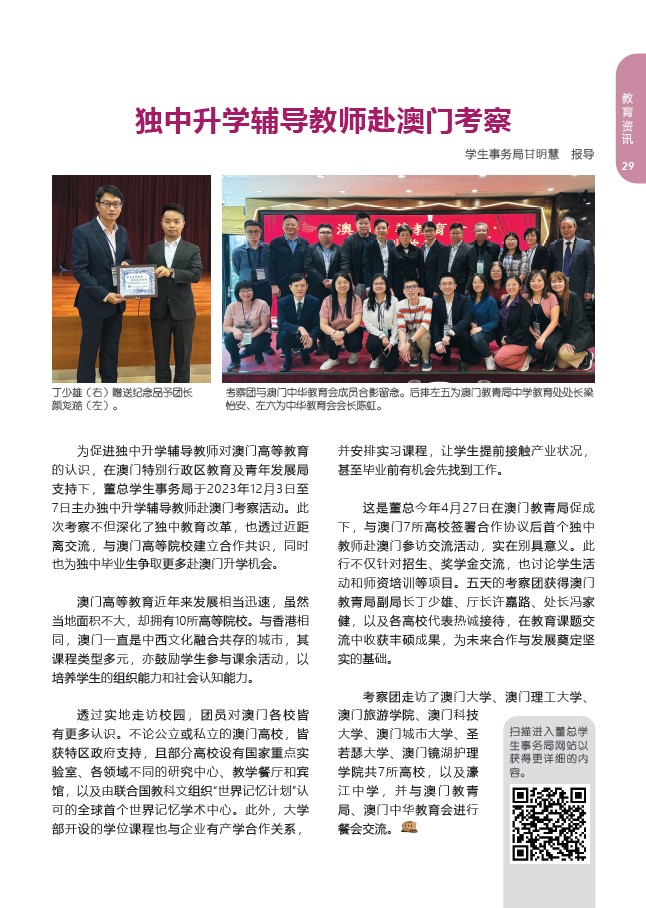 独中升学辅导教师赴澳门考察
学生事务局甘明慧 报导
教育资讯
29
丁少雄（右）赠送纪念品予团长
颜彣澔（左）。
考察团与澳门中华教育会成员合影留念。后排左五为澳门教青局中学教育处处长梁
怡安、左六为中华教育会会长陈虹。
为促进独中升学辅导教师对澳门高等教育
的认识，在澳门特别行政区教育及青年发展局
支持下，董总学生事务局于2023年12月3日至
7日主办独中升学辅导教师赴澳门考察活动。此
次考察不但深化了独中教育改革，也透过近距
离交流，与澳门高等院校建立合作共识，同时
也为独中毕业生争取更多赴澳门升学机会。
澳门高等教育近年来发展相当迅速，虽然
当地面积不大，却拥有10所高等院校。与香港相
同，澳门一直是中西文化融合共存的城市，其
课程类型多元，亦鼓励学生参与课余活动，以
培养学生的组织能力和社会认知能力。
透过实地走访校园，团员对澳门各校皆
有更多认识。不论公立或私立的澳门高校，皆
获特区政府支持，且部分高校设有国家重点实
验室、各领域不同的研究中心、教学餐厅和宾
馆，以及由联合国教科文组织“世界记忆计划”认
可的全球首个世界记忆学术中心。此外，大学
部开设的学位课程也与企业有产学合作关系，
并安排实习课程，让学生提前接触产业状况，
甚至毕业前有机会先找到工作。
这是董总今年4月27日在澳门教青局促成
下，与澳门7所高校签署合作协议后首个独中
教师赴澳门参访交流活动，实在别具意义。此
行不仅针对招生、奖学金交流，也讨论学生活
动和师资培训等项目。五天的考察团获得澳门
教青局副局长丁少雄、厅长许嘉路、处长冯家
健，以及各高校代表热诚接待，在教育课题交
流中收获丰硕成果，为未来合作与发展奠定坚
实的基础。
考察团走访了澳门大学、澳门理工大学、
澳门旅游学院、澳门科技
大学、澳门城市大学、圣
若瑟大学、澳门镜湖护理
学院共7所高校，以及濠
江中学，并与澳门教青
局、澳门中华教育会进行
餐会交流。
扫描进入董总学
生事务局网站以
获得更详细的内
容。